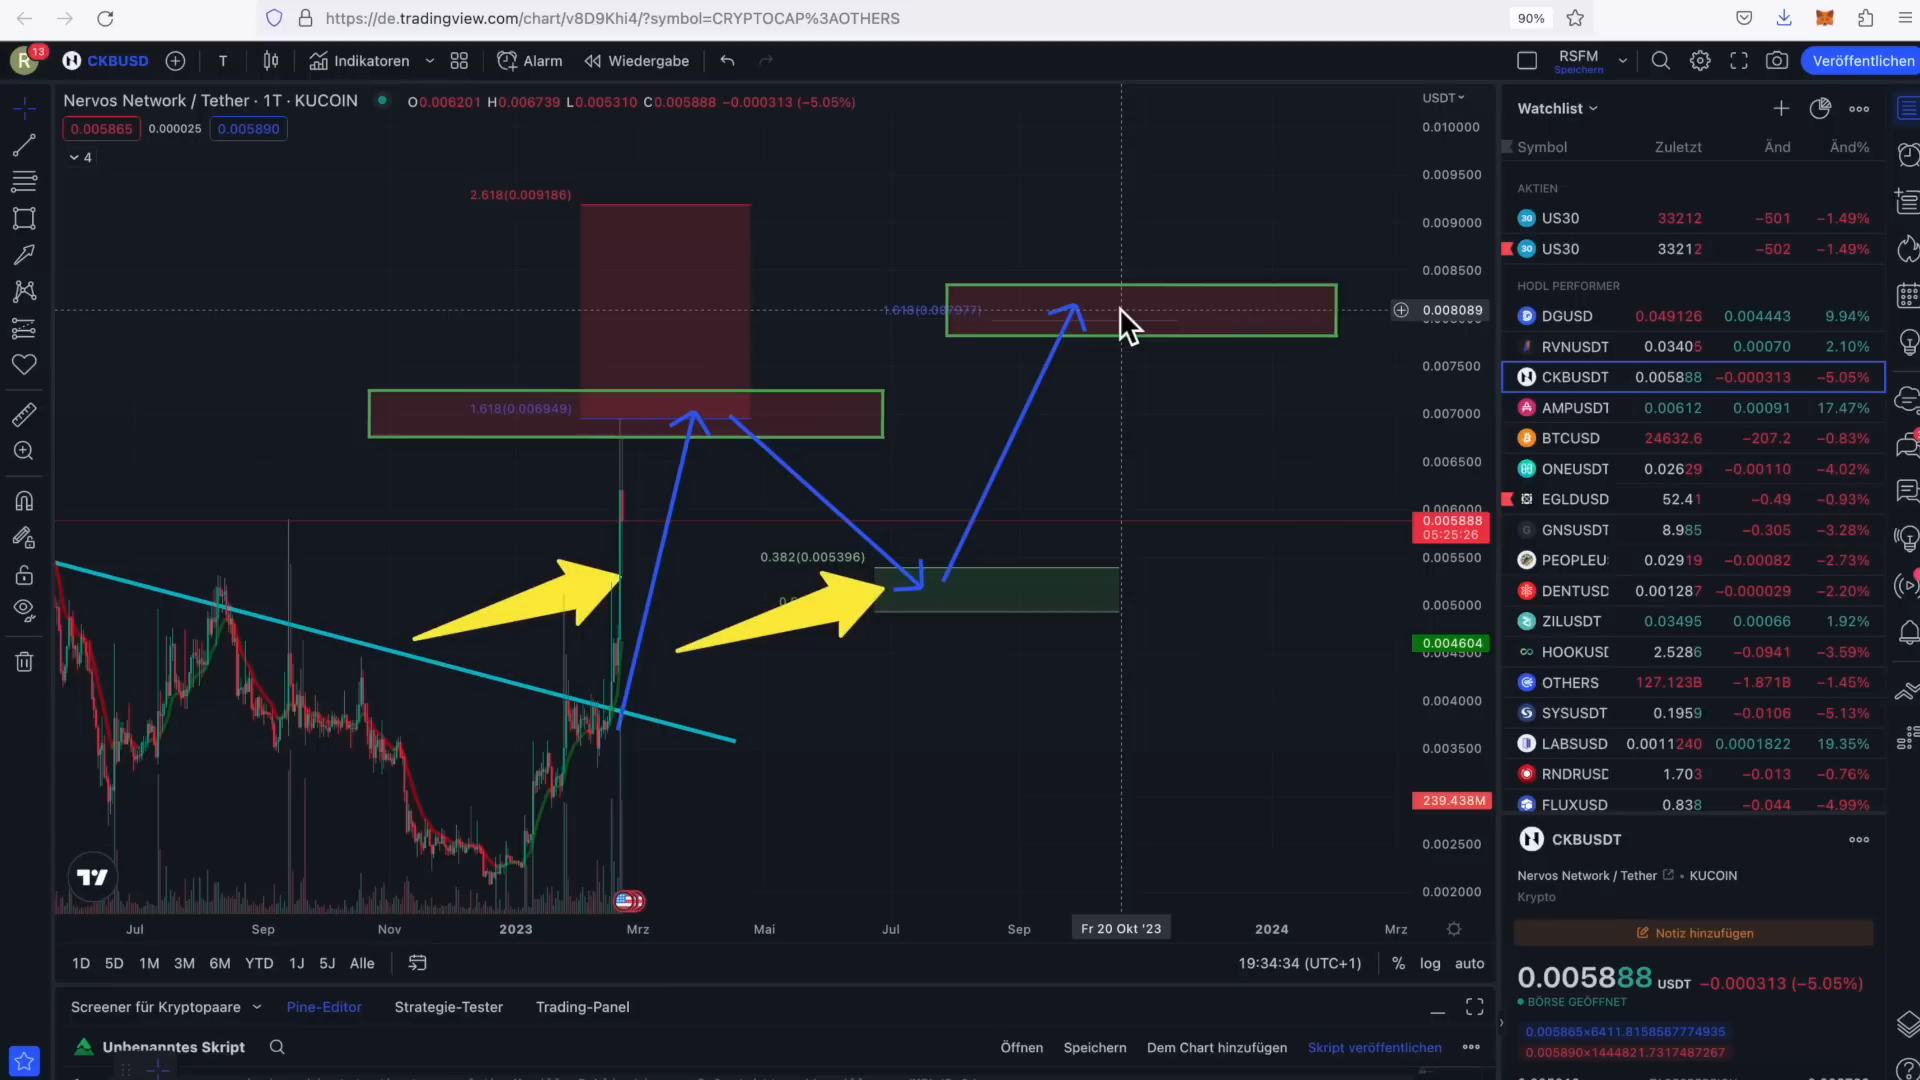 https://de.tradingview.com/chart/v8D9Khi4/?symbol=CRYPTOCAP%3AOTHERS
90%
R 13
CKBUSD
T
Indikatoren
Alarm
Wiedergabe
RSFM
Speichern
Veröffentlichen
Nervos Network / Tether · 1T · KUCOIN
O0.006201 H0.006739 L0.005310 C0.005888 −0.000313 (−5.05%)
0.005865 0.000025 0.005890
4
USDT
0.010000
0.009500
0.009000
0.008500
0.008089
0.007500
0.007000
0.006500
0.006000
0.005888
05:25:26
0.005500
0.005000
0.004604
0.004500
0.004000
0.003500
239.438M
0.002500
0.002000
2.618(0.009186)
1.618(0.007977)
1.618(0.006949)
0.382(0.005396)
Jul Sep Nov 2023 Mrz Mai Jul Sep Fr 20 Okt '23 2024 Mrz
1D 5D 1M 3M 6M YTD 1J 5J Alle
19:34:34 (UTC+1) % log auto
Screener für Kryptopaare Pine-Editor Strategie-Tester Trading-Panel
Unbenanntes Skript
Öffnen Speichern Dem Chart hinzufügen Skript veröffentlichen
Watchlist
Symbol Zuletzt Änd Änd%
AKTIEN
30 US30 33212 −501 −1.49%
30 US30 33212 −502 −1.49%
HODL PERFORMER
DGUSD 0.049126 0.004443 9.94%
RVNUSDT 0.03405 0.00070 2.10%
CKBUSDT 0.005888 −0.000313 −5.05%
AMPUSDT 0.00612 0.00091 17.47%
BTCUSD 24632.6 −207.2 −0.83%
ONEUSDT 0.02629 −0.00110 −4.02%
EGLDUSD 52.41 −0.49 −0.93%
GNSUSDT 8.985 −0.305 −3.28%
PEOPLEU 0.02919 −0.00082 −2.73%
DENTUSD 0.001287 −0.000029 −2.20%
ZILUSDT 0.03495 0.00066 1.92%
HOOKUSD 2.5286 −0.0941 −3.59%
OTHERS 127.123B −1.871B −1.45%
SYSUSDT 0.1959 −0.0106 −5.13%
LABSUSD 0.0011240 0.0001822 19.35%
RNDRUSD 1.703 −0.013 −0.76%
FLUXUSD 0.838 −0.044 −4.99%
CKBUSDT
Nervos Network / Tether • KUCOIN
Krypto
Notiz hinzufügen
0.005888 USDT −0.000313 (−5.05%)
BÖRSE GEÖFFNET
0.005865×6411.8158567774935
0.005890×1444821.7317487267